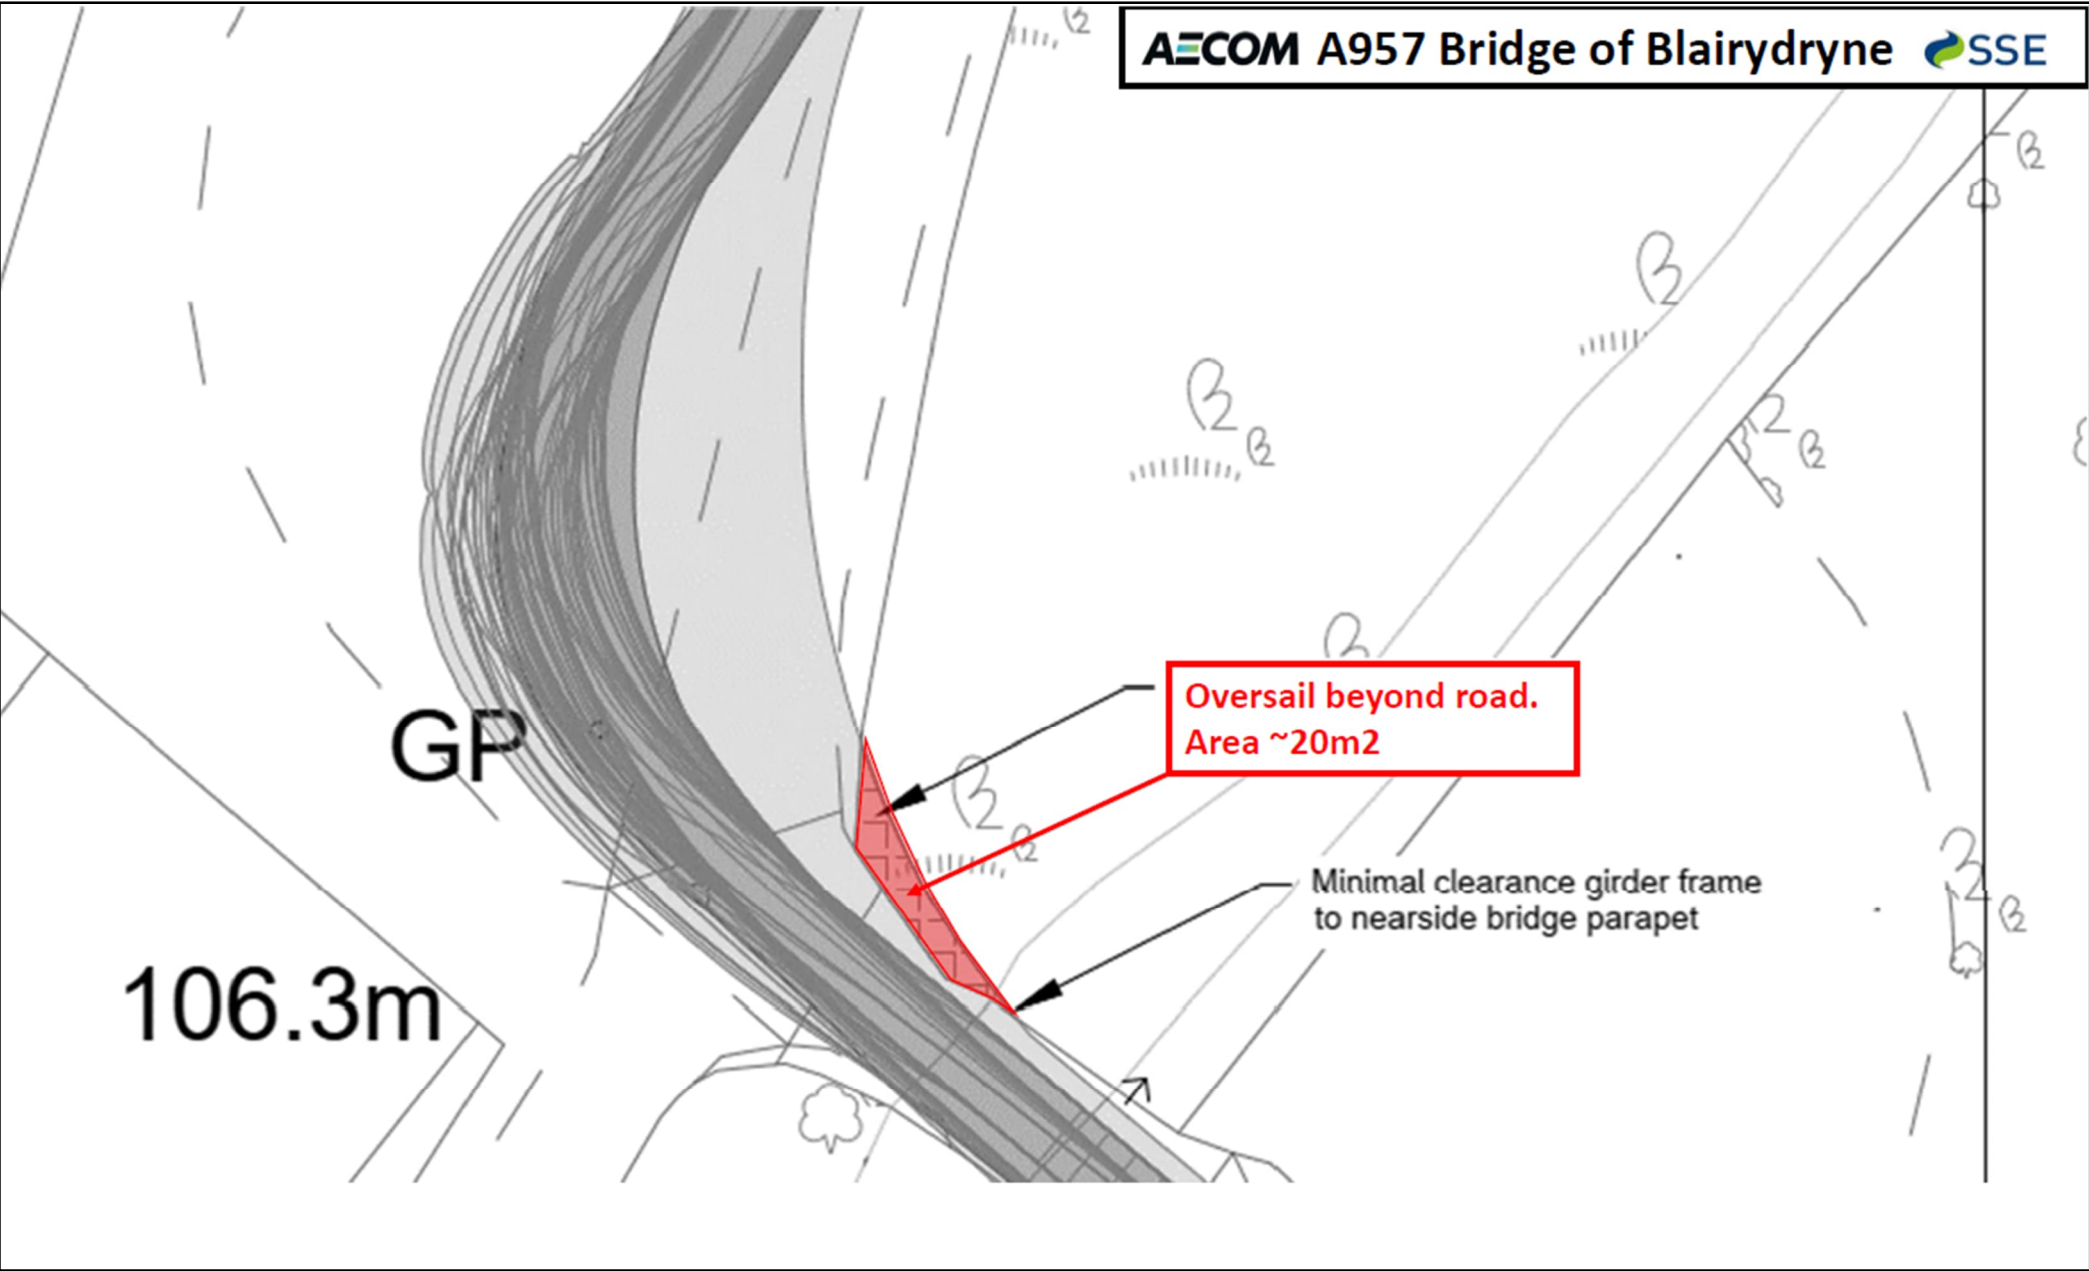 AECOM A957 Bridge of Blairydryne SSE
Oversail beyond road.
Area ~20m2
GP
Minimal clearance girder frame
to nearside bridge parapet
106.3m